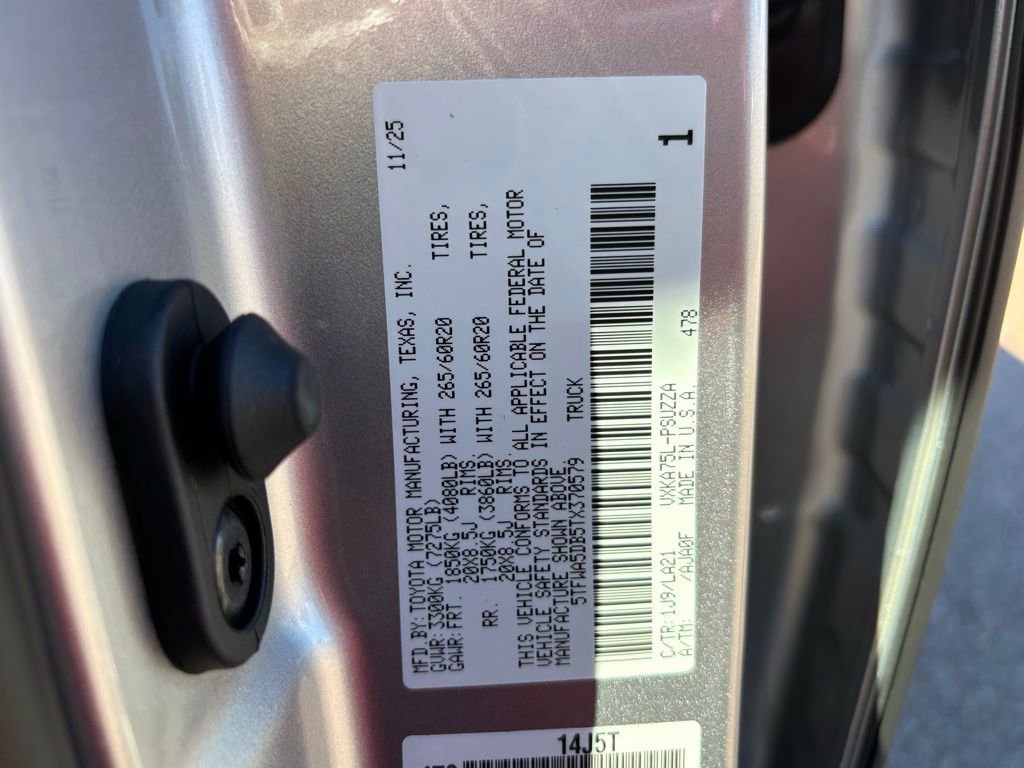 11/25
MFD BY:TOYOTA MOTOR MANUFACTURING, TEXAS, INC.
GVWR:3300KG (7275LB)
GAWR:FRT. 1850KG (4080LB) WITH 265/60R20 TIRES,
20X8.5J RIMS
RR. 1750KG (3860LB) WITH 265/60R20 TIRES,
20X8.5J RIMS.
THIS VEHICLE CONFORMS TO ALL APPLICABLE FEDERAL MOTOR
VEHICLE SAFETY STANDARDS IN EFFECT ON THE DATE OF
MANUFACTURE SHOWN ABOVE.
5TFWA5DB5TX370579 TRUCK
C/TR:1J9/LA21 VXKA75L-PSUZZA
A/TM: /AJA0F MADE IN U.S.A. 478
1
14J5T